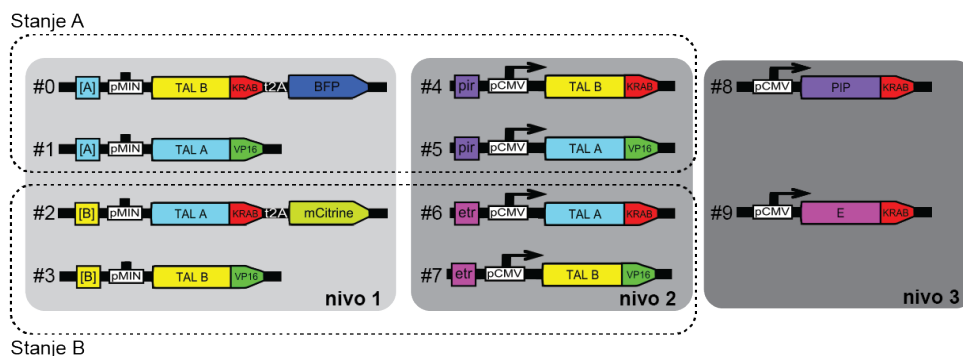 Stanje A
#0 [A] pMIN TAL B KRAB t2A BFP
#4 pir pCMV TAL B KRAB
#8 pCMV PIP KRAB
#1 [A] pMIN TAL A VP16
#5 pir pCMV TAL A VP16
#2 [B] pMIN TAL A KRAB t2A mCitrine
#6 etr pCMV TAL A KRAB
#9 pCMV E KRAB
#3 [B] pMIN TAL B VP16
#7 etr pCMV TAL B VP16
nivo 1
nivo 2
nivo 3
Stanje B